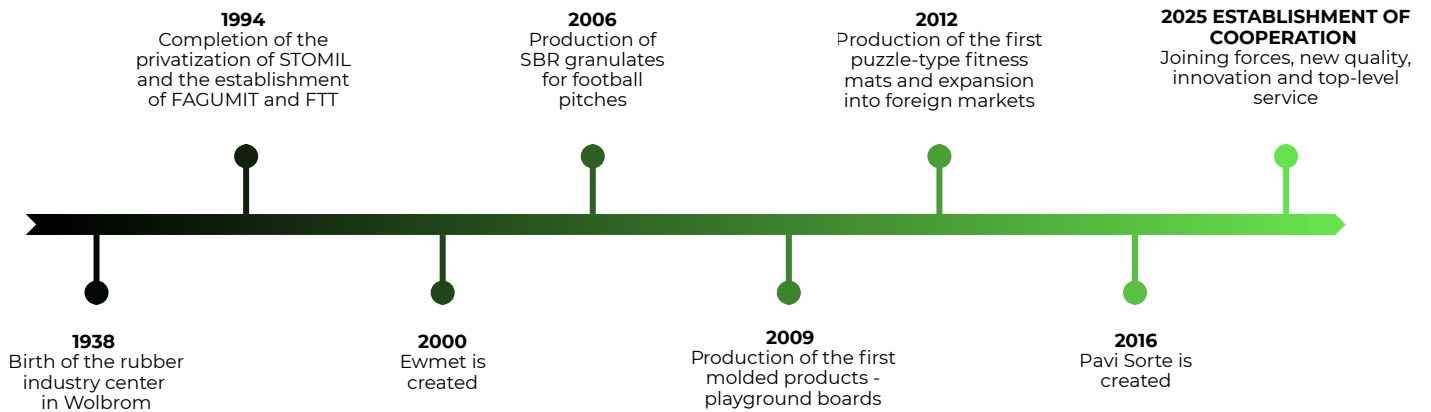 1994
Completion of the
privatization of STOMIL
and the establishment
of FAGUMIT and FTT
2006
Production of
SBR granulates
for football
pitches
2012
Production of the first
puzzle-type fitness
mats and expansion
into foreign markets
2025 ESTABLISHMENT OF
COOPERATION
Joining forces, new quality,
innovation and top-level
service
1938
Birth of the rubber
industry center
in Wolbrom
2000
Ewmet is
created
2009
Production of the first
molded products -
playground boards
2016
Pavi Sorte is
created